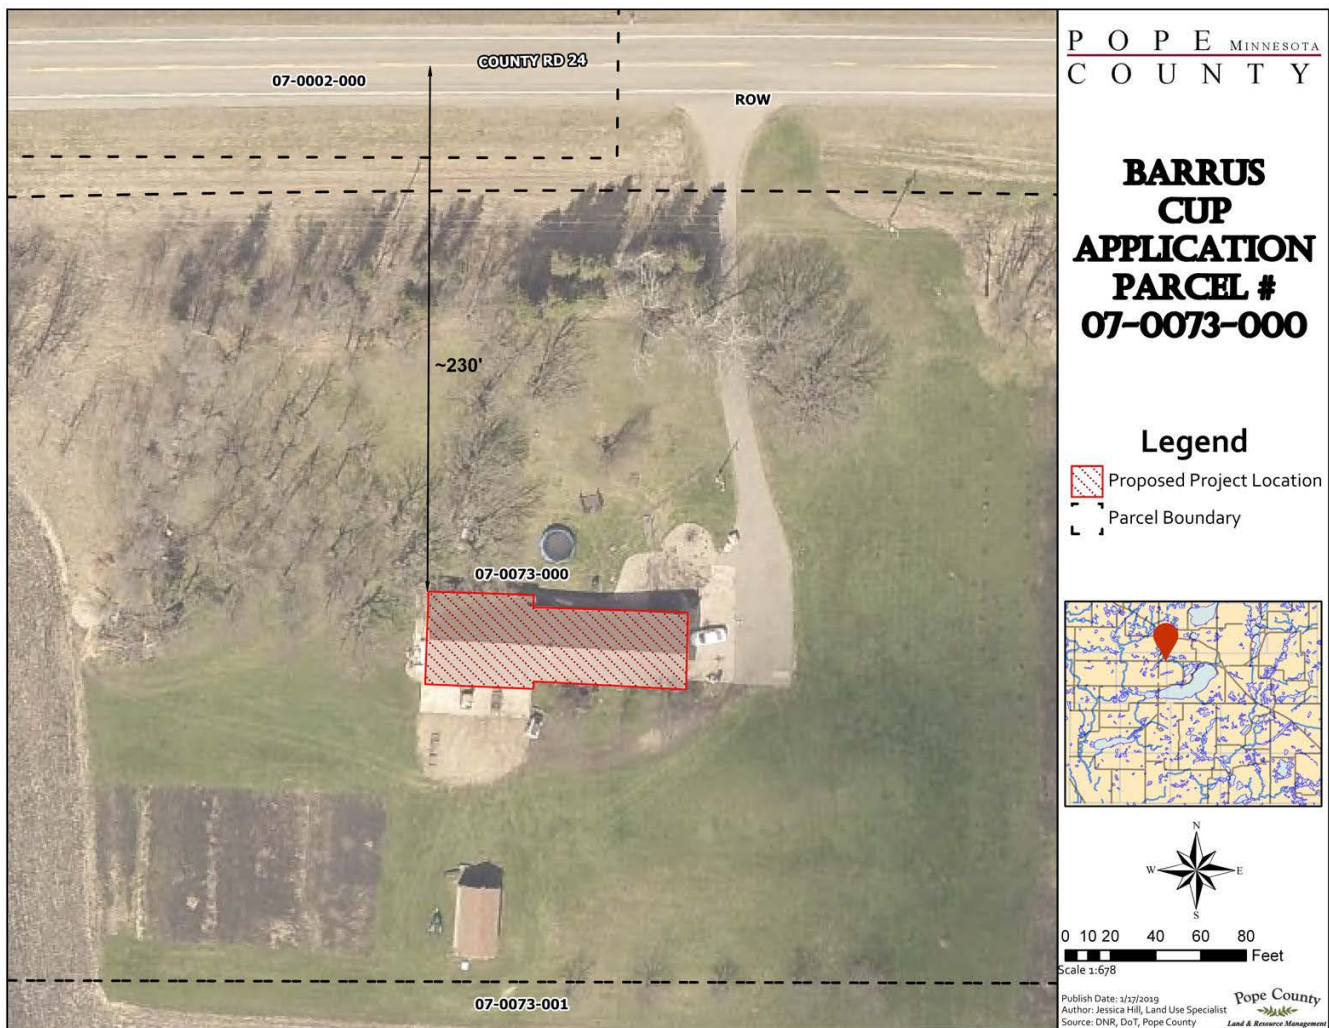 COUNTY RD 24
07-0002-000
ROW
~230'
07-0073-000
07-0073-001
POPE MINNESOTA
COUNTY
BARRUS
CUP
APPLICATION
PARCEL #
07-0073-000
Legend
Proposed Project Location
Parcel Boundary
N
W E
S
0 10 20 40 60 80
Feet
Scale 1:678
Publish Date: 1/17/2019
Author: Jessica Hill, Land Use Specialist
Source: DNR, DoT, Pope County
Pope County
Land & Resource Management